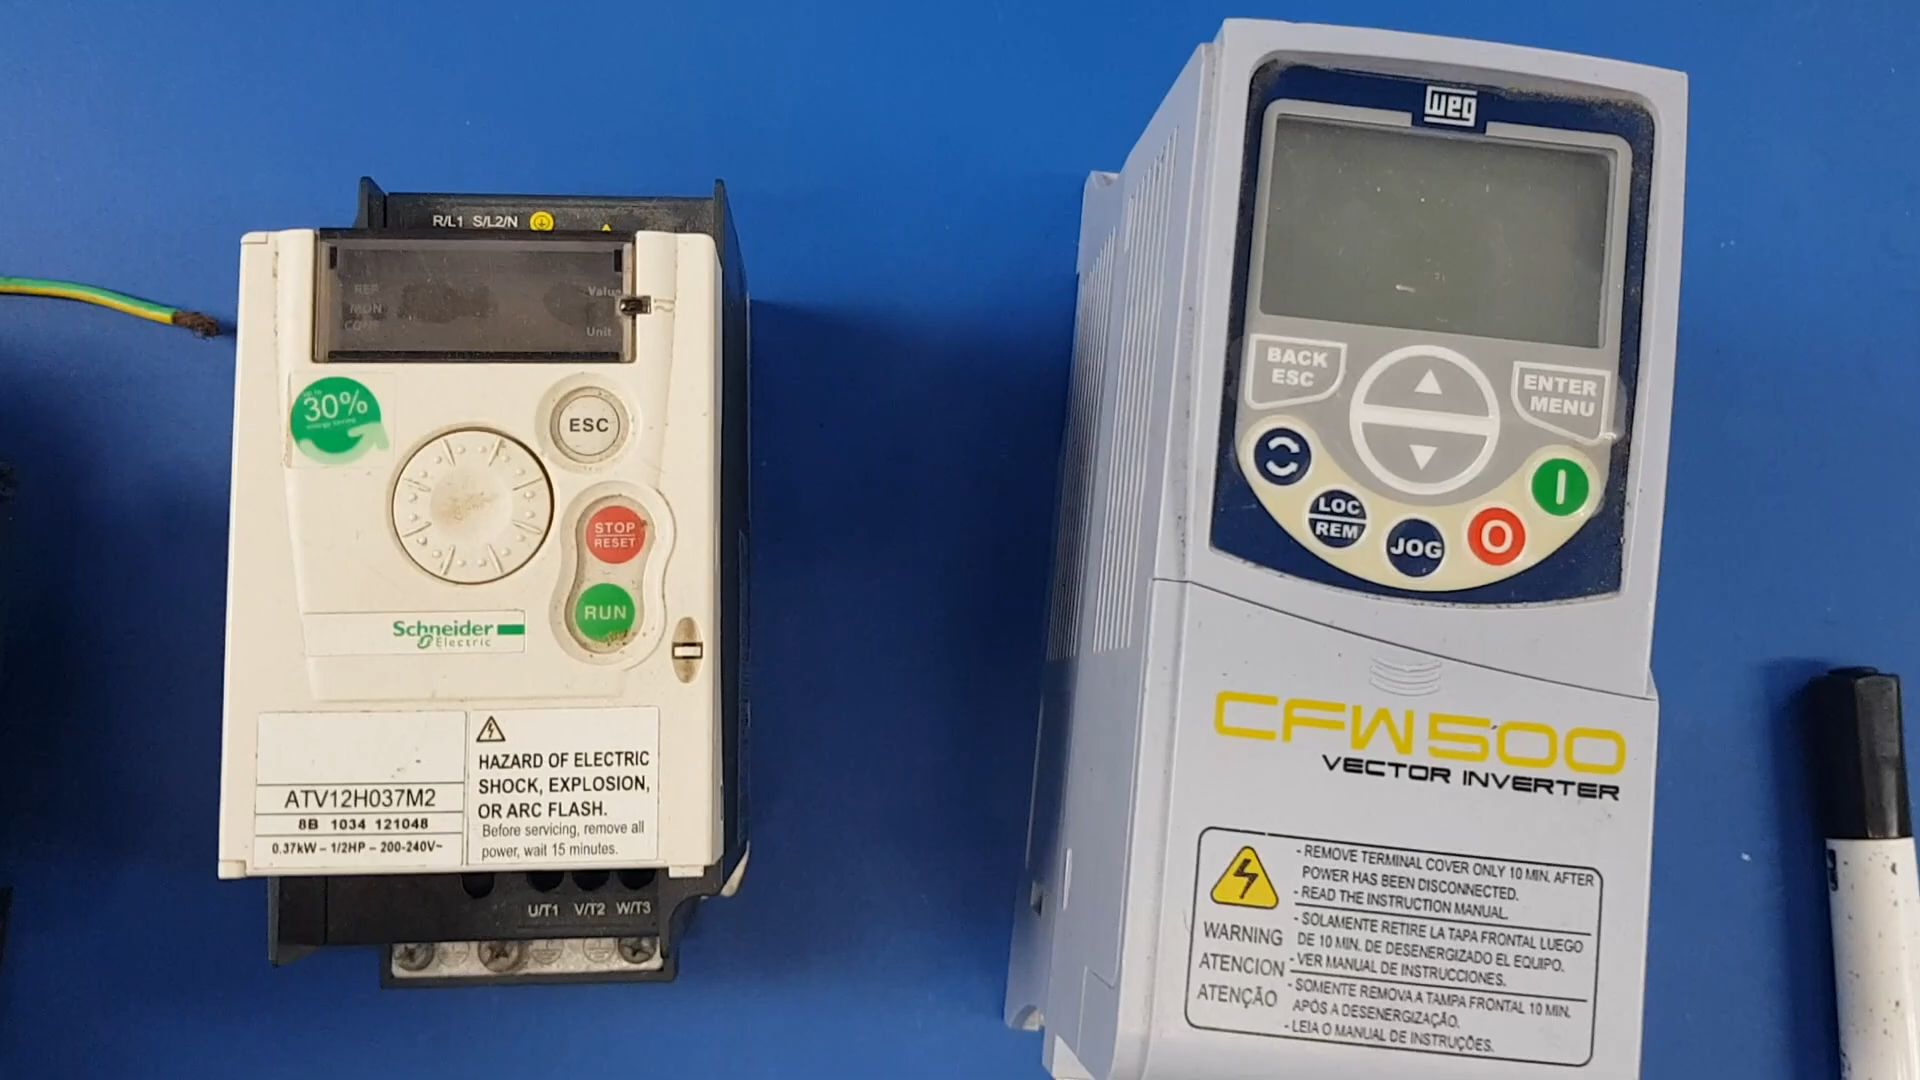 R/L1 S/L2/N
REF
MON
CONF
Value
Unit
30%
energy saving
ESC
STOP
RESET
RUN
Schneider
Electric
ATV12H037M2
8B 1034 121048
0.37kW – 1/2HP – 200-240V~
HAZARD OF ELECTRIC
SHOCK, EXPLOSION,
OR ARC FLASH.
Before servicing, remove all
power, wait 15 minutes.
U/T1 V/T2 W/T3
weg
BACK
ESC
ENTER
MENU
LOC
REM
JOG
CFW500
VECTOR INVERTER
WARNING
ATENCION
ATENÇÃO
- REMOVE TERMINAL COVER ONLY 10 MIN. AFTER
POWER HAS BEEN DISCONNECTED.
- READ THE INSTRUCTION MANUAL.
- SOLAMENTE RETIRE LA TAPA FRONTAL LUEGO
DE 10 MIN. DE DESENERGIZADO EL EQUIPO.
- VER MANUAL DE INSTRUCCIONES.
- SOMENTE REMOVA A TAMPA FRONTAL 10 MIN.
APÓS A DESENERGIZAÇÃO.
- LEIA O MANUAL DE INSTRUÇÕES.